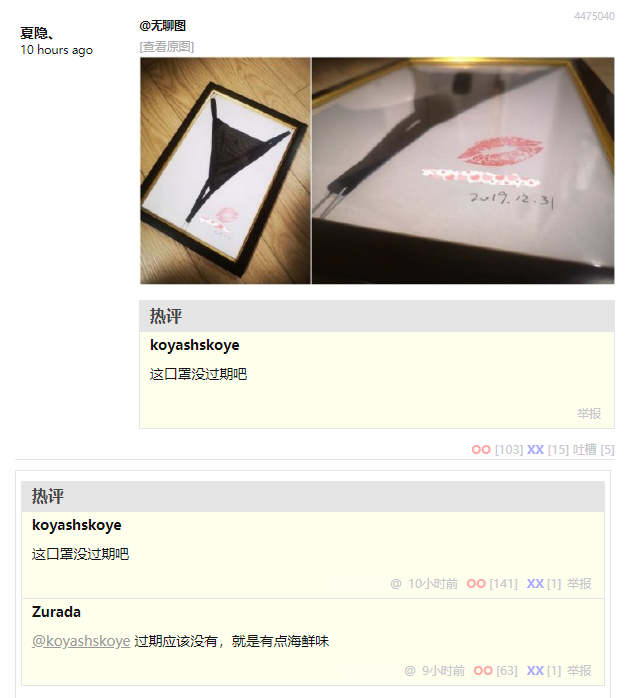 4475040
夏隐、
10 hours ago
@无聊图
[查看原图]
2019.12.31
热评
koyashskoye
这口罩没过期吧
举报
OO [103] XX [15] 吐槽 [5]
热评
koyashskoye
这口罩没过期吧
@ 10小时前 OO [141] XX [1] 举报
Zurada
@koyashskoye 过期应该没有，就是有点海鲜味
@ 9小时前 OO [63] XX [1] 举报